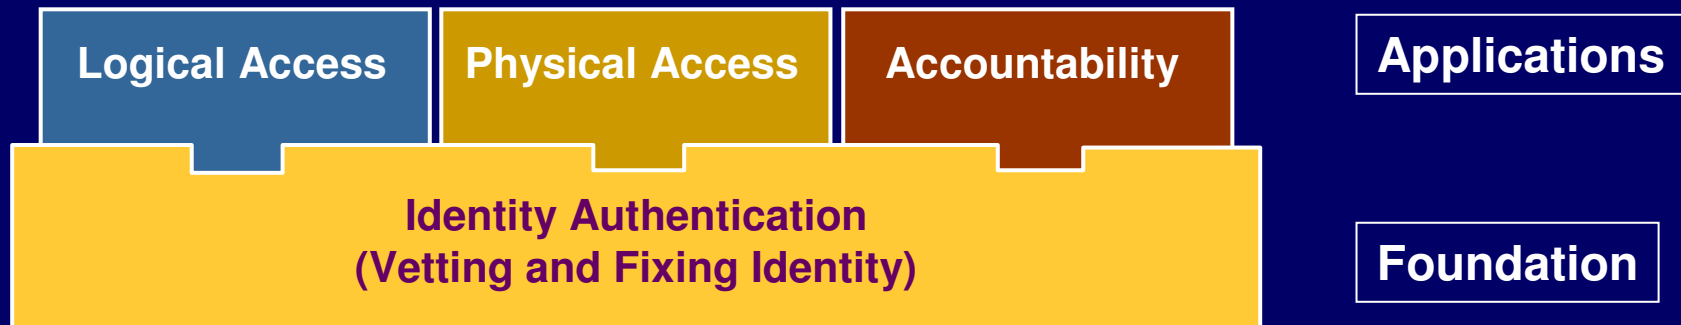 Logical Access
Physical Access
Accountability
Applications
Identity Authentication
(Vetting and Fixing Identity)
Foundation